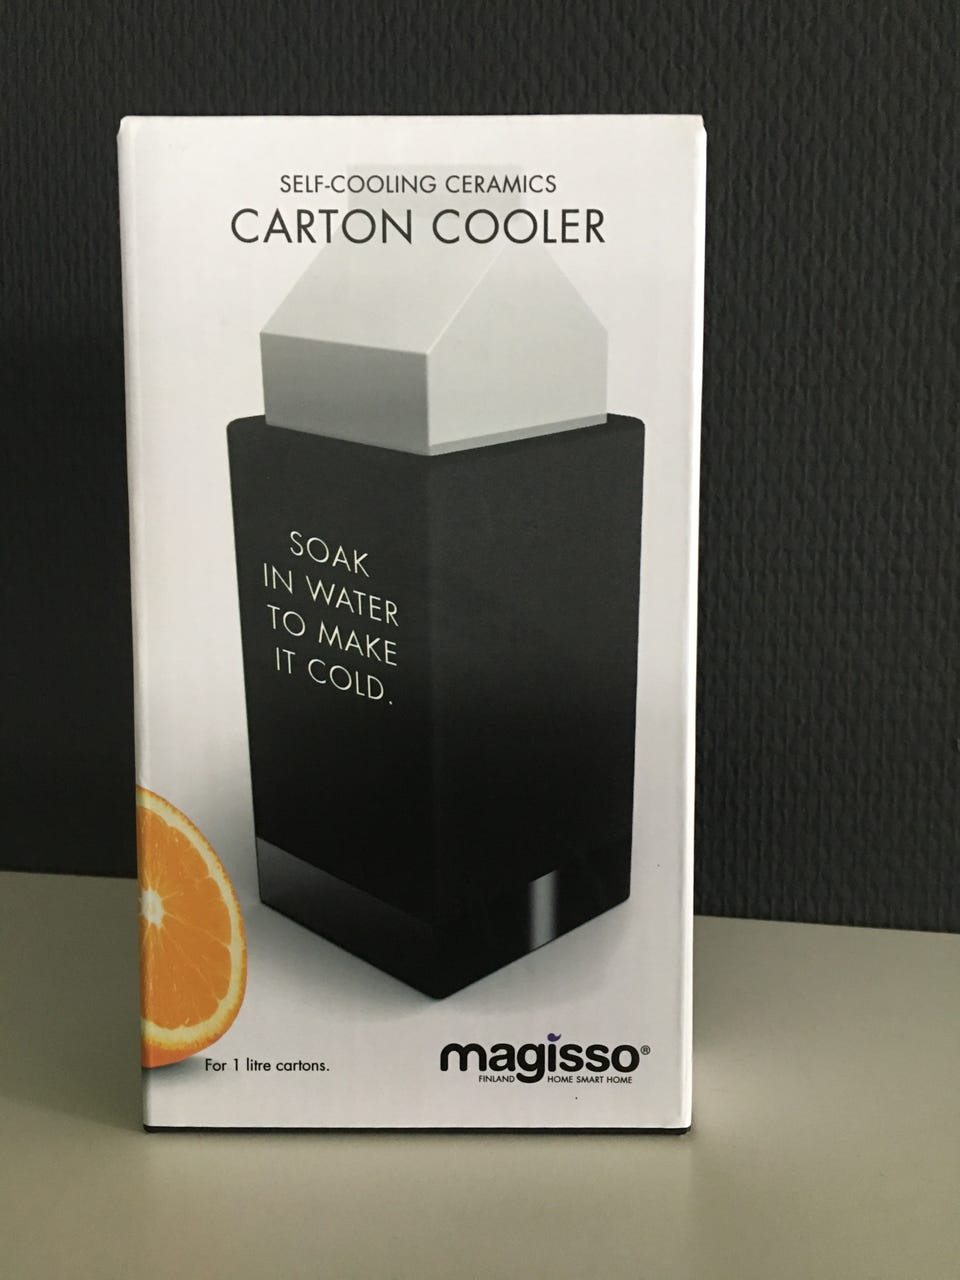 SELF-COOLING CERAMICS
CARTON COOLER
SOAK
IN WATER
TO MAKE
IT COLD.
For 1 litre cartons.
magisso®
FINLAND HOME SMART HOME